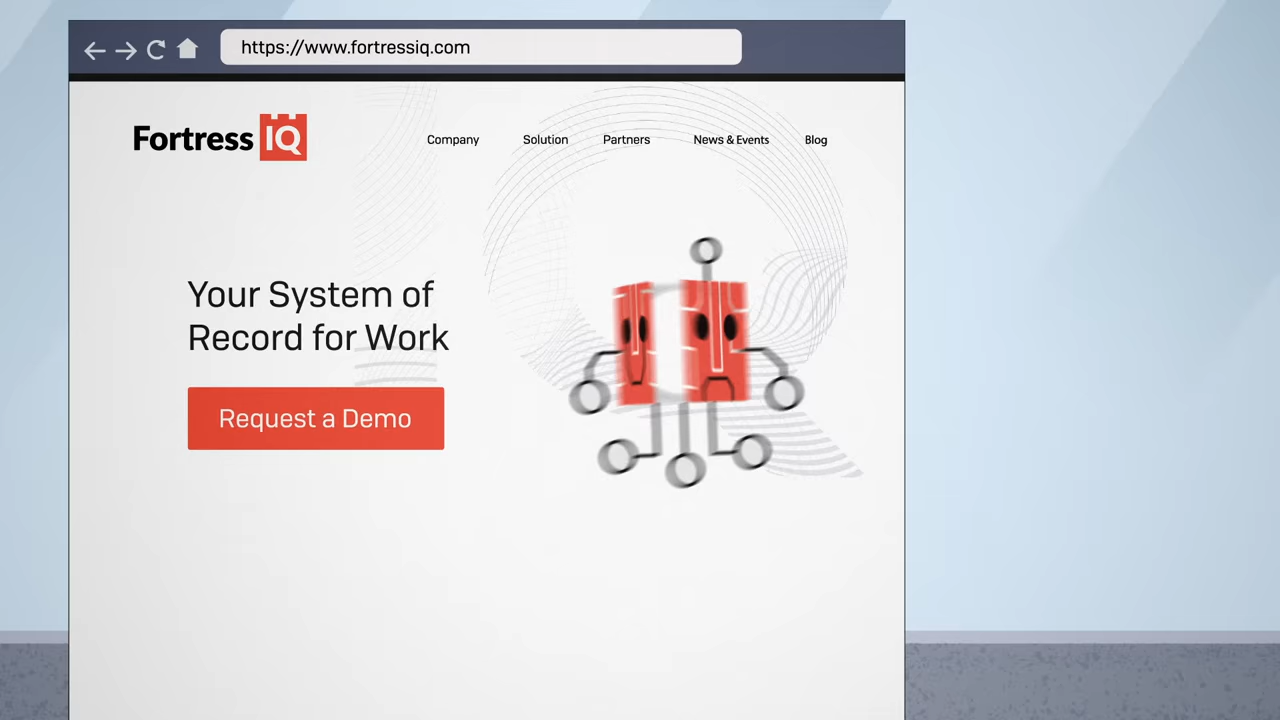 https://www.fortressiq.com
Fortress IQ
Company Solution Partners News & Events Blog
Your System of
Record for Work
Request a Demo